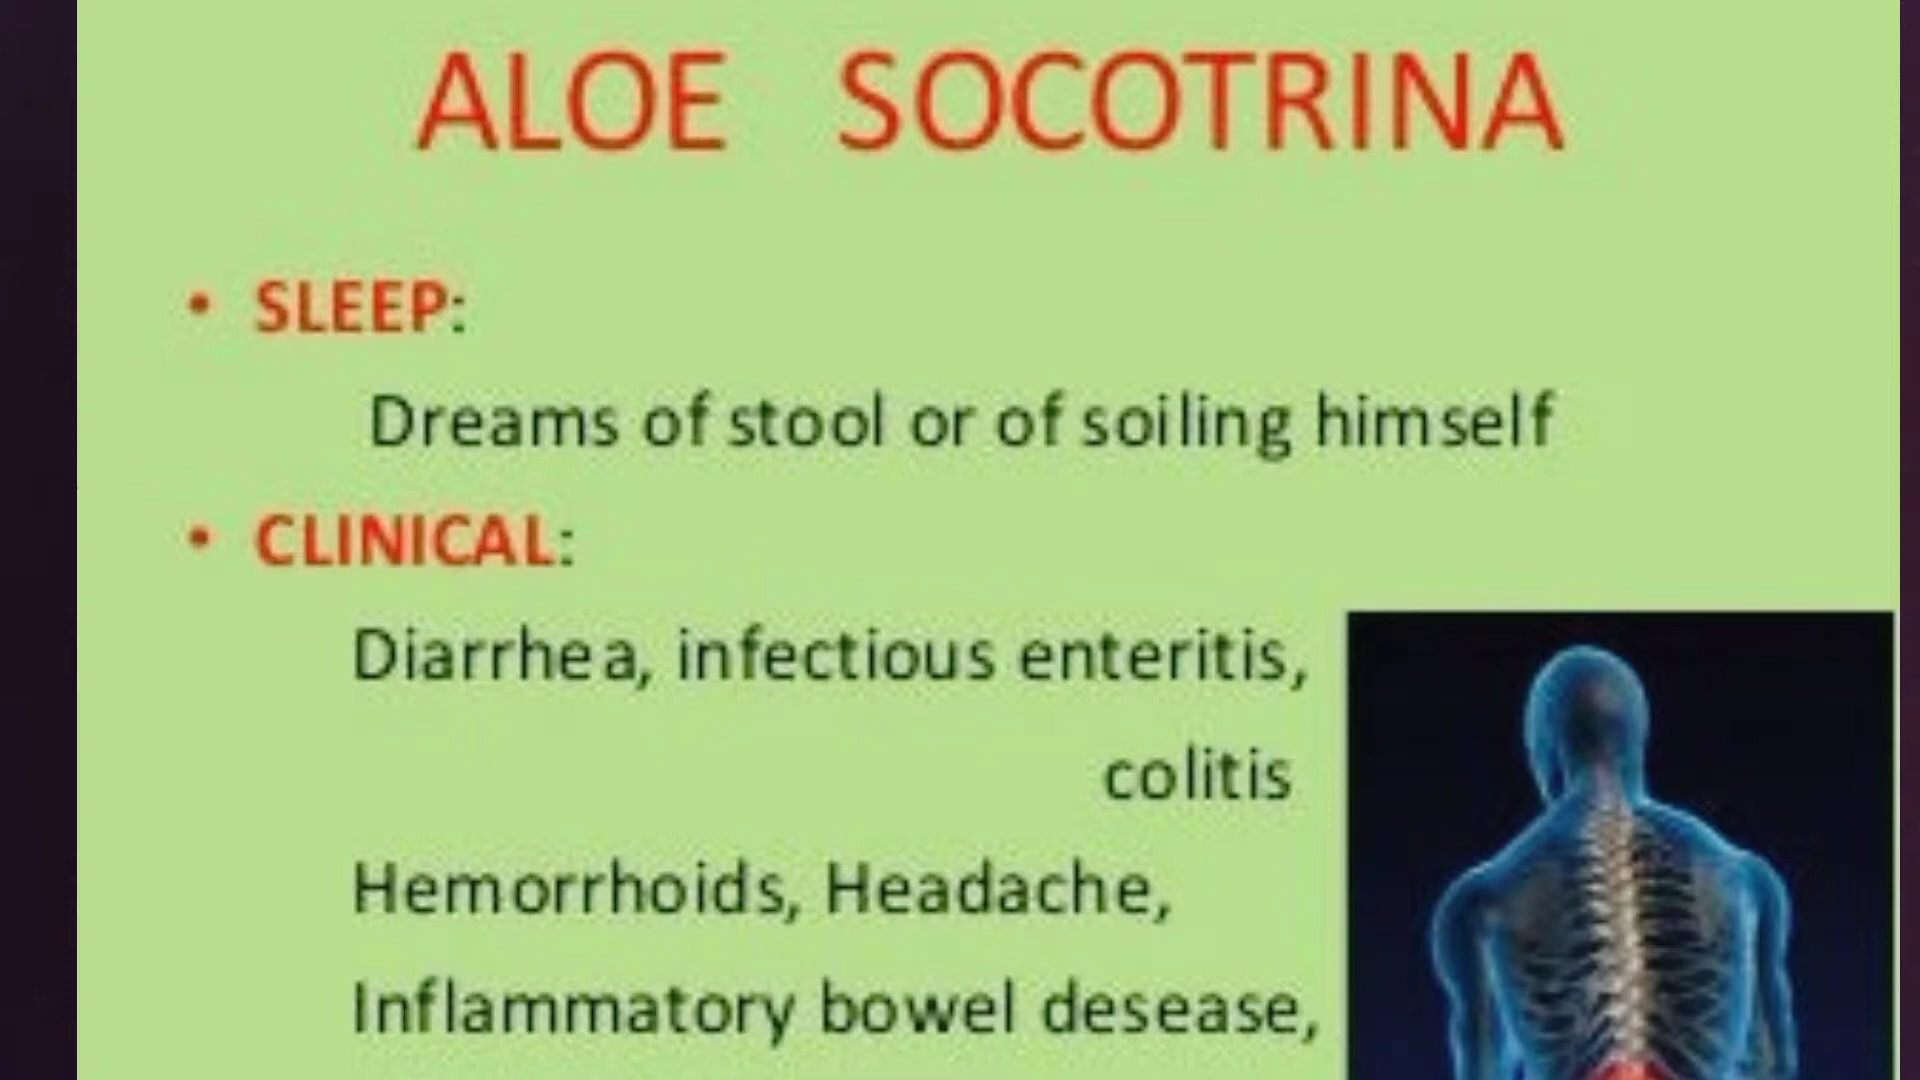 ALOE SOCOTRINA
• SLEEP:
Dreams of stool or of soiling himself
• CLINICAL:
Diarrhea, infectious enteritis,
colitis
Hemorrhoids, Headache,
Inflammatory bowel desease,